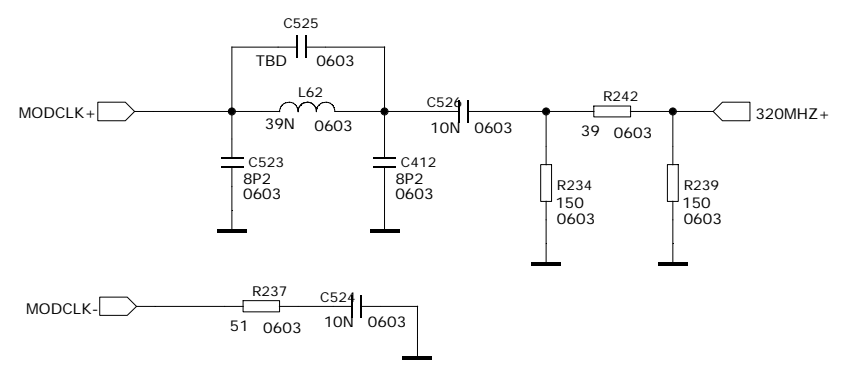 C525
TBD 0603
L62
39N 0603
MODCLK+
C526
10N 0603
R242
39 0603
320MHZ+
C523
8P2
0603
C412
8P2
0603
R234
150
0603
R239
150
0603
MODCLK-
R237
51 0603
C524
10N 0603